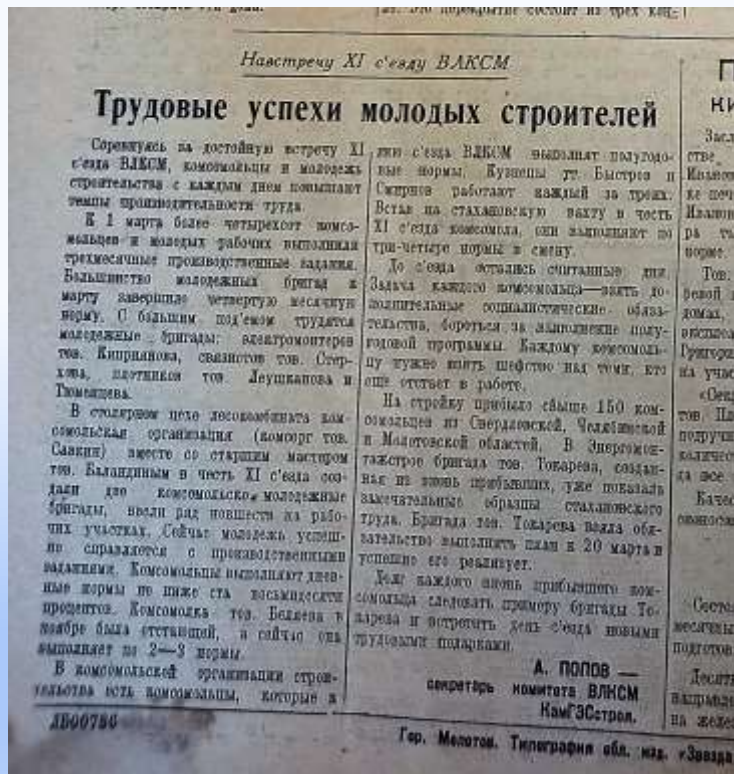 Это перекрытие состоит из трех
Навстречу XI с'езду ВЛКСМ
Трудовые успехи молодых строителей
Соревнуясь за достойную встречу XI
с'езда ВЛКСМ, комсомольцы и молодежь
строительства с каждым днем повышают
темпы производительности труда.
К 1 марта более четырехсот комсо-
мольцев и молодых рабочих выполнили
трехмесячные производственные задания.
Большинство молодежных бригад к
марту завершило четвертую месячную
норму. С большим под'емом трудятся
молодежные бригады: электромонтеров
тов. Киприянова, связистов тов. Стер-
хова, плотников тов. Леушканова и
Тюменцева.
В столярном цехе лесокомбината ком-
сомольская организация (комсорг тов.
Савкин) вместе со старшим мастером
тов. Баландиным в честь XI с'езда соз-
дали две комсомольско-молодежные
бригады, ввели ряд новшеств на рабо-
чих участках. Сейчас молодежь успеш-
но справляется с производственными
заданиями. Комсомольцы выполняют днев-
ные нормы не ниже ста восьмидесяти
процентов. Комсомолка тов. Беляева в
ноябре была отстающей, а сейчас она
выполняет по 2—3 нормы.
В комсомольской организации строи-
тельства есть комсомольцы, которые к
дню с'езда ВЛКСМ выполнят полугодо-
вые нормы. Кузнецы тт. Быстров и
Смирнов работают каждый за троих.
Встав на стахановскую вахту в честь
XI с'езда комсомола, они выполняют по
три-четыре нормы в смену.
До с'езда остались считанные дни.
Задача каждого комсомольца—взять до-
полнительные социалистические обяза-
тельства, бороться за выполнение полу-
годовой программы. Каждому комсомоль-
цу нужно взять шефство над теми, кто
еще отстает в работе.
На стройку прибыло свыше 150 ком-
сомольцев из Свердловской, Челябинской
и Молотовской областей. В Энергомон-
тажстрое бригада тов. Токарева, создан-
ная из вновь прибывших, уже показала
замечательные образцы стахановского
труда. Бригада тов. Токарева взяла обя-
зательство выполнить план к 20 марта и
успешно его реализует.
Долг каждого вновь прибывшего ком-
сомольца следовать примеру бригады То-
карева и встретить день с'езда новыми
трудовыми подарками.
А. ПОПОВ —
секретарь комитета ВЛКСМ
КамГЭСстроя.
ЛБ00786
Гор. Молотов. Типография обл. изд. «Звезда